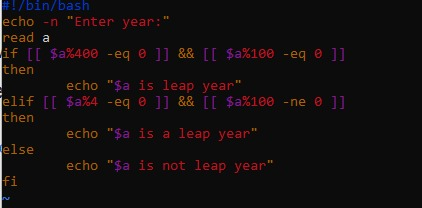 #!/bin/bash
echo -n "Enter year:"
read a
if [[ $a%400 -eq 0 ]] && [[ $a%100 -eq 0 ]]
then
        echo "$a is leap year"
elif [[ $a%4 -eq 0 ]] && [[ $a%100 -ne 0 ]]
then
        echo "$a is a leap year"
else
        echo "$a is not leap year"
fi
~